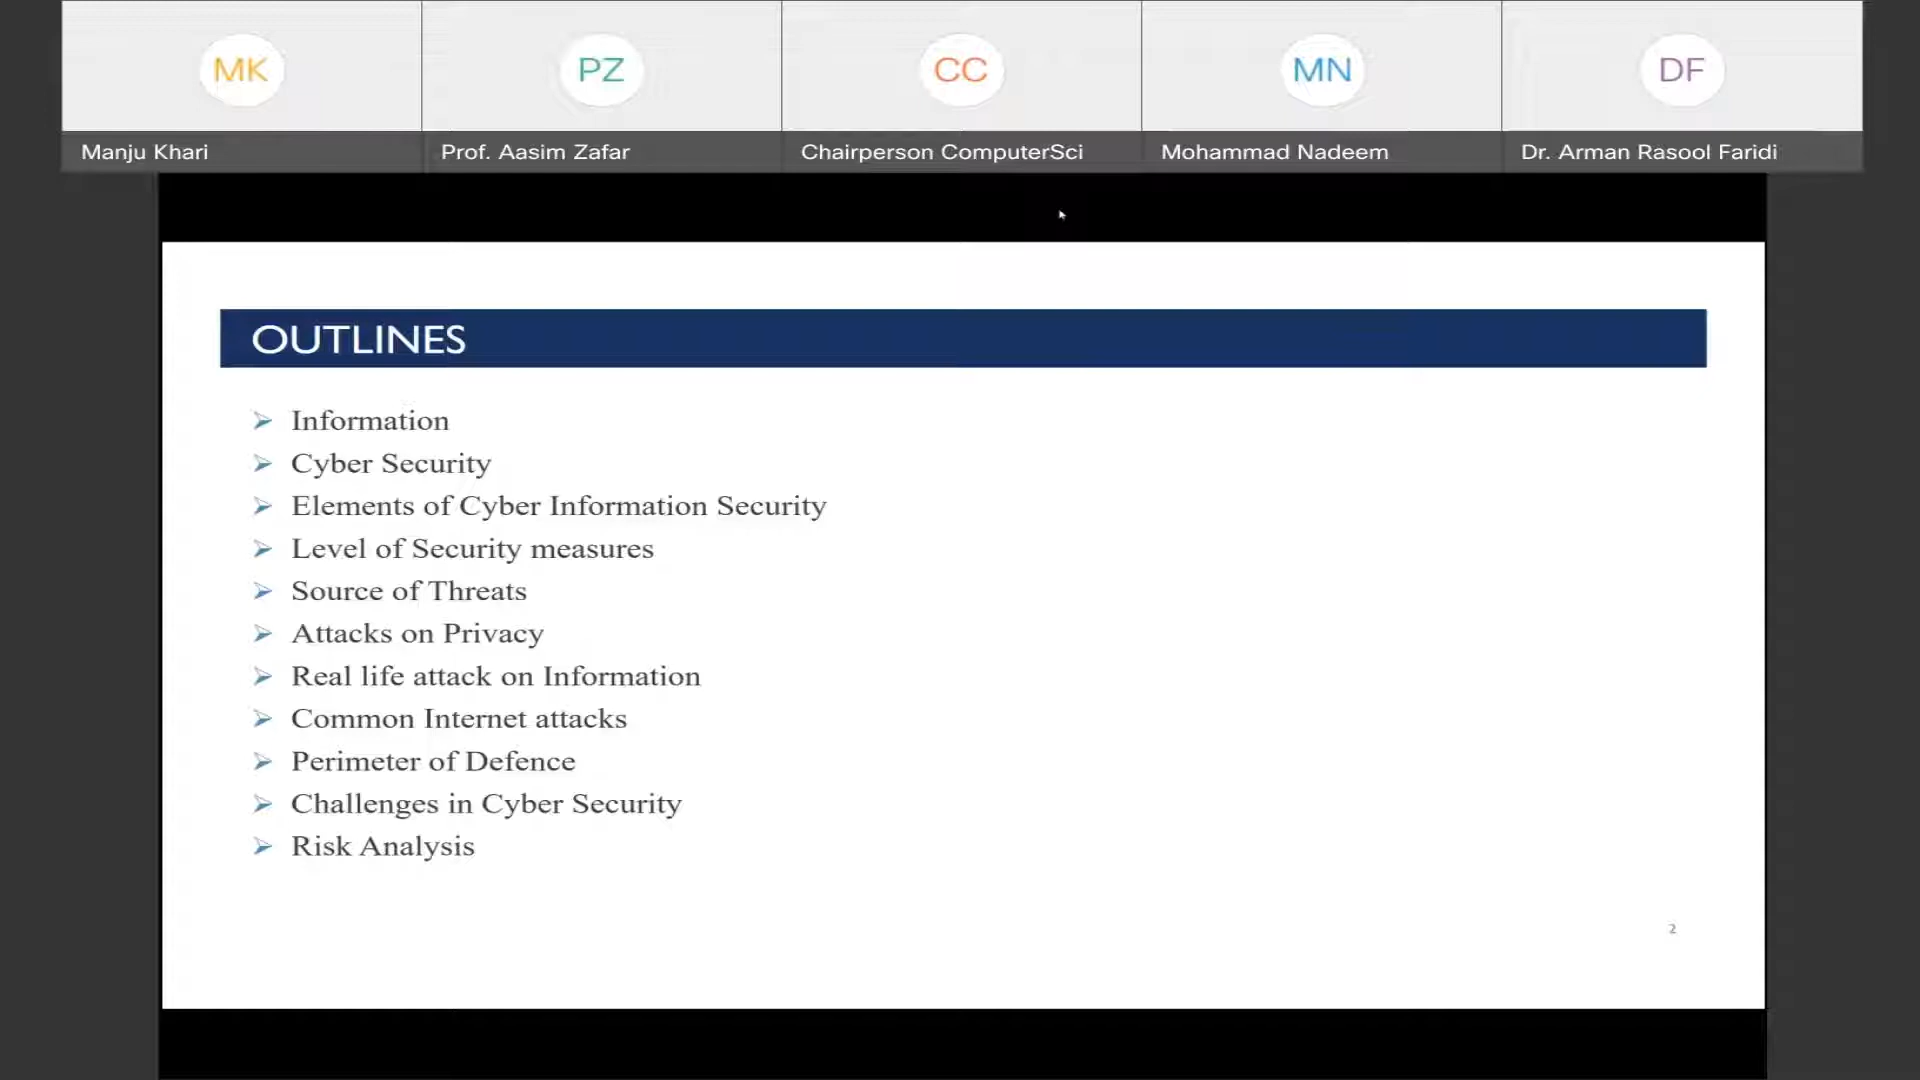 MK
PZ
CC
MN
DF
Manju Khari
Prof. Aasim Zafar
Chairperson ComputerSci
Mohammad Nadeem
Dr. Arman Rasool Faridi
OUTLINES
Information
Cyber Security
Elements of Cyber Information Security
Level of Security measures
Source of Threats
Attacks on Privacy
Real life attack on Information
Common Internet attacks
Perimeter of Defence
Challenges in Cyber Security
Risk Analysis
2